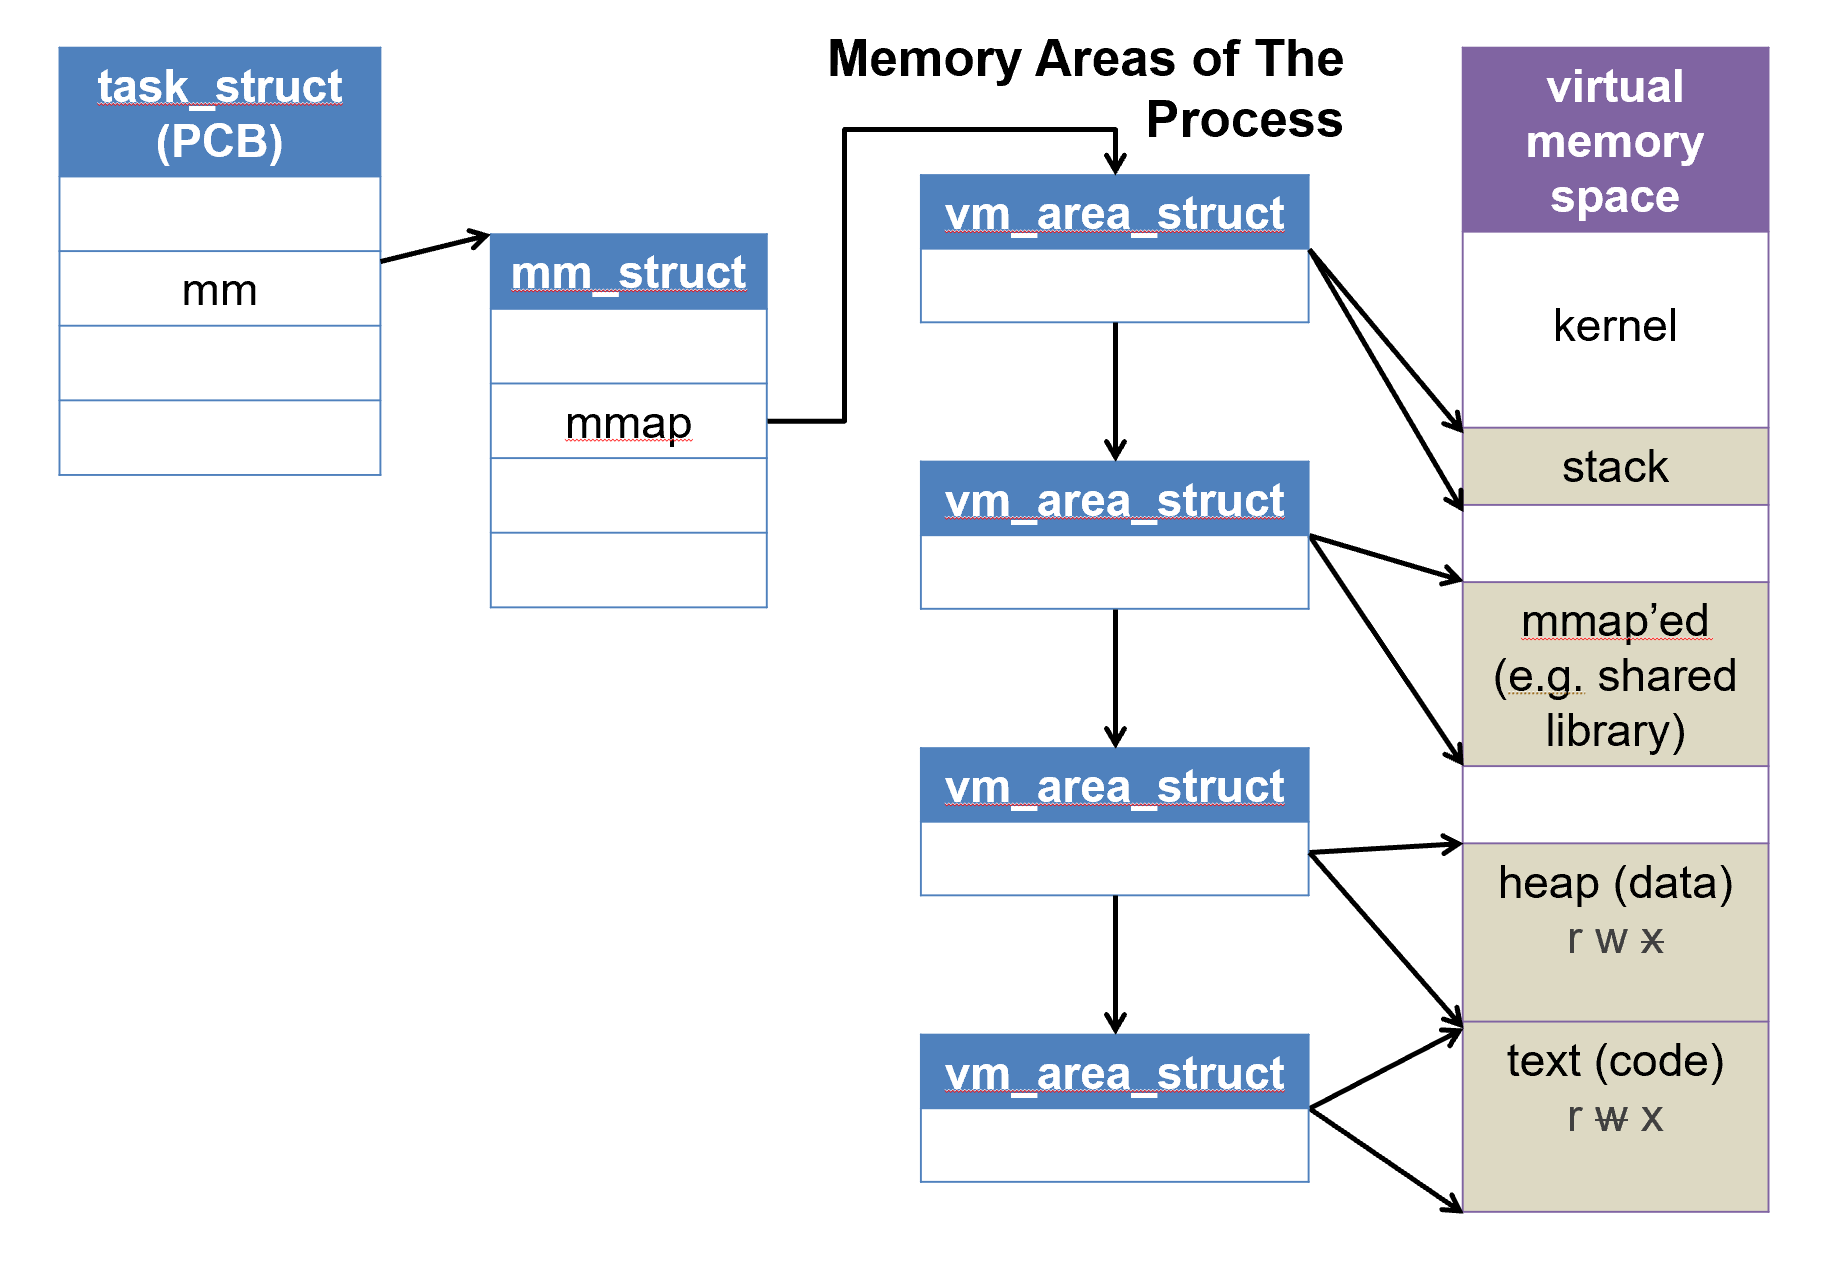 task_struct
(PCB)
mm
mm_struct
mmap
Memory Areas of The
Process
vm_area_struct
vm_area_struct
vm_area_struct
vm_area_struct
virtual
memory
space
kernel
stack
mmap’ed
(e.g. shared
library)
heap (data)
r w x
text (code)
r w x